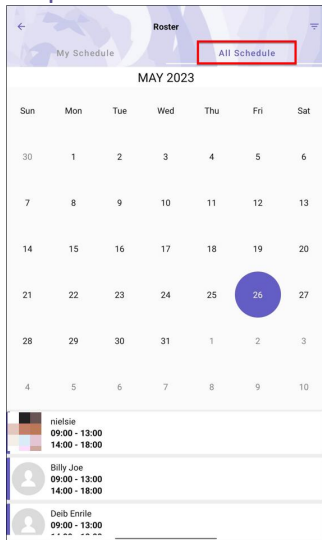 Roster
My Schedule All Schedule
MAY 2023
Sun Mon Tue Wed Thu Fri Sat
30 1 2 3 4 5 6
7 8 9 10 11 12 13
14 15 16 17 18 19 20
21 22 23 24 25 26 27
28 29 30 31 1 2 3
4 5 6 7 8 9 10
nielsie
09:00 - 13:00
14:00 - 18:00
Billy Joe
09:00 - 13:00
14:00 - 18:00
Deib Enrile
09:00 - 13:00